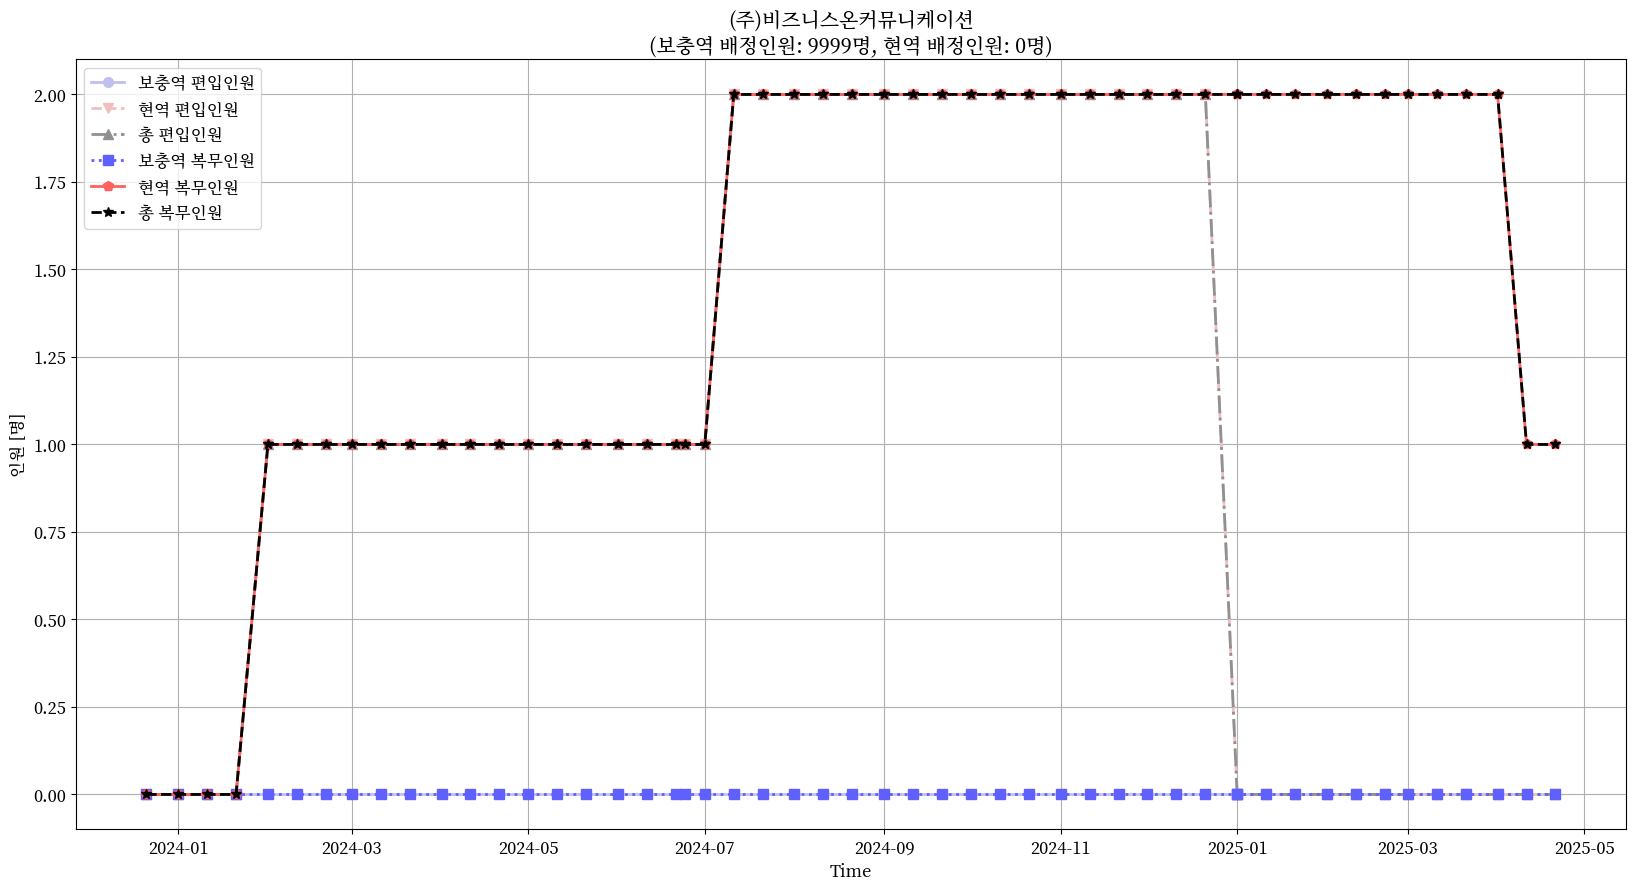 (주)비즈니스온커뮤니케이션
(보충역 배정인원: 9999명, 현역 배정인원: 0명)
보충역 편입인원
현역 편입인원
총 편입인원
보충역 복무인원
현역 복무인원
총 복무인원
2.00
1.75
1.50
1.25
1.00
0.75
0.50
0.25
0.00
인원 [명]
2024-01 2024-03 2024-05 2024-07 2024-09 2024-11 2025-01 2025-03 2025-05
Time